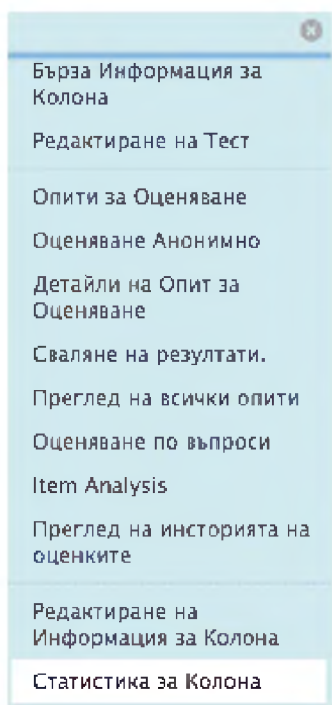 Бърза Информация за
Колона
Редактиране на Тест
Опити за Оценяване
Оценяване Анонимно
Детайли на Опит за
Оценяване
Сваляне на резултати.
Преглед на всички опити
Оценяване по въпроси
Item Analysis
Преглед на инсторията на
оценките
Редактиране на
Информация за Колона
Статистика за Колона